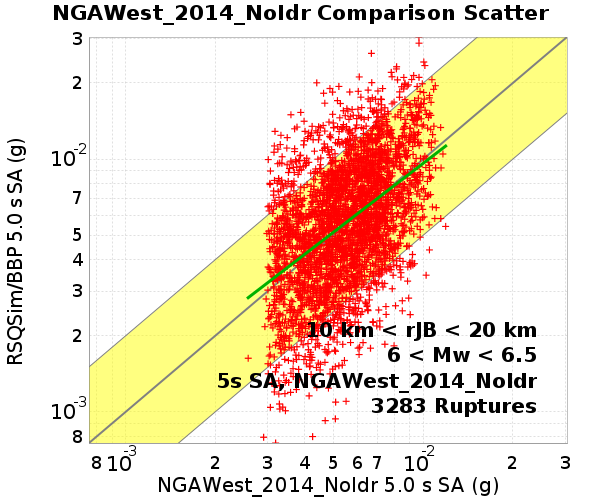 NGAWest_2014_NoIdr Comparison Scatter
RSQSim/BBP 5.0 s SA (g)
3
2
10⁻²
7
5
4
3
2
10⁻³
8
10 km < rJB < 20 km
6 < Mw < 6.5
5s SA, NGAWest_2014_NoIdr
3283 Ruptures
8 10⁻³ 2 3 4 5 6 7 10⁻² 2 3
NGAWest_2014_NoIdr 5.0 s SA (g)